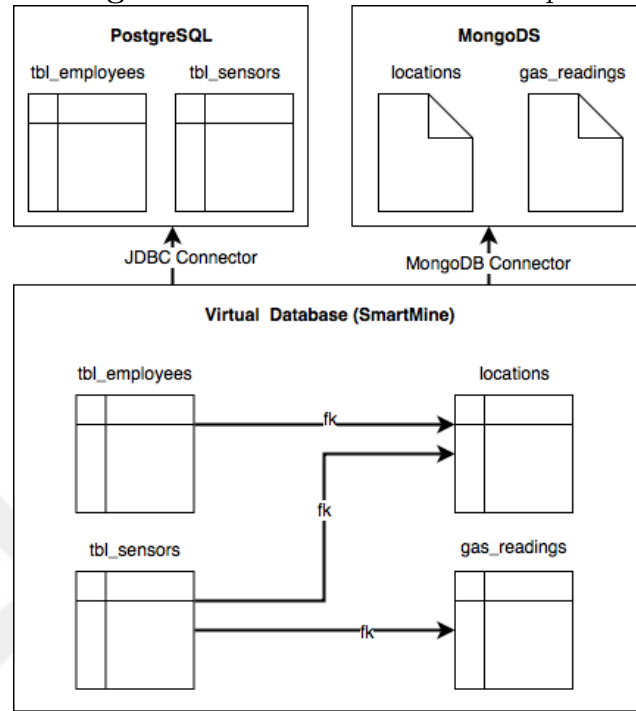 PostgreSQL
tbl_employees
tbl_sensors
MongoDS
locations
gas_readings
JDBC Connector
MongoDB Connector
Virtual Database (SmartMine)
tbl_employees
locations
fk
fk
tbl_sensors
gas_readings
fk